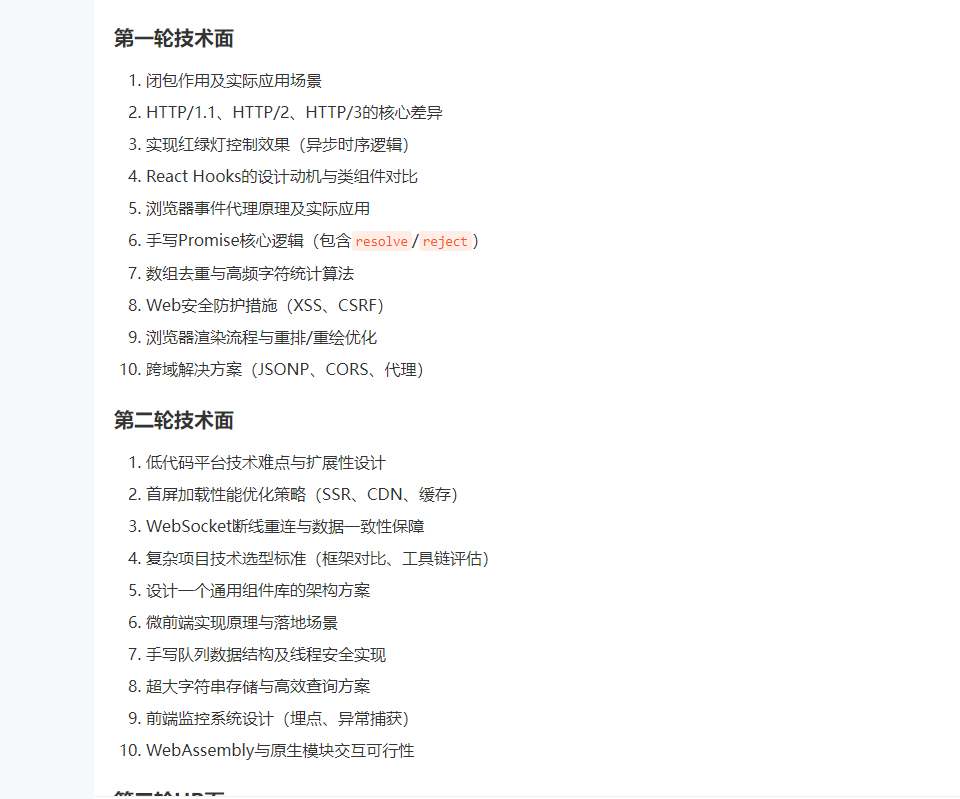 第一轮技术面
1. 闭包作用及实际应用场景
2. HTTP/1.1、HTTP/2、HTTP/3的核心差异
3. 实现红绿灯控制效果（异步时序逻辑）
4. React Hooks的设计动机与类组件对比
5. 浏览器事件代理原理及实际应用
6. 手写Promise核心逻辑（包含resolve/reject）
7. 数组去重与高频字符统计算法
8. Web安全防护措施（XSS、CSRF）
9. 浏览器渲染流程与重排/重绘优化
10. 跨域解决方案（JSONP、CORS、代理）
第二轮技术面
1. 低代码平台技术难点与扩展性设计
2. 首屏加载性能优化策略（SSR、CDN、缓存）
3. WebSocket断线重连与数据一致性保障
4. 复杂项目技术选型标准（框架对比、工具链评估）
5. 设计一个通用组件库的架构方案
6. 微前端实现原理与落地场景
7. 手写队列数据结构及线程安全实现
8. 超大字符串存储与高效查询方案
9. 前端监控系统设计（埋点、异常捕获）
10. WebAssembly与原生模块交互可行性